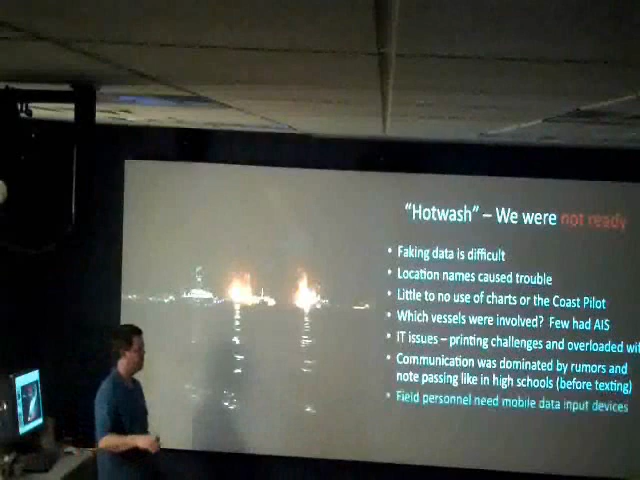 "Hotwash" – We were not ready
• Faking data is difficult
• Location names caused trouble
• Little to no use of charts or the Coast Pilot
• Which vessels were involved? Few had AIS
• IT issues – printing challenges and overloaded wifi
• Communication was dominated by rumors and
note passing like in high schools (before texting)
• Field personnel need mobile data input devices